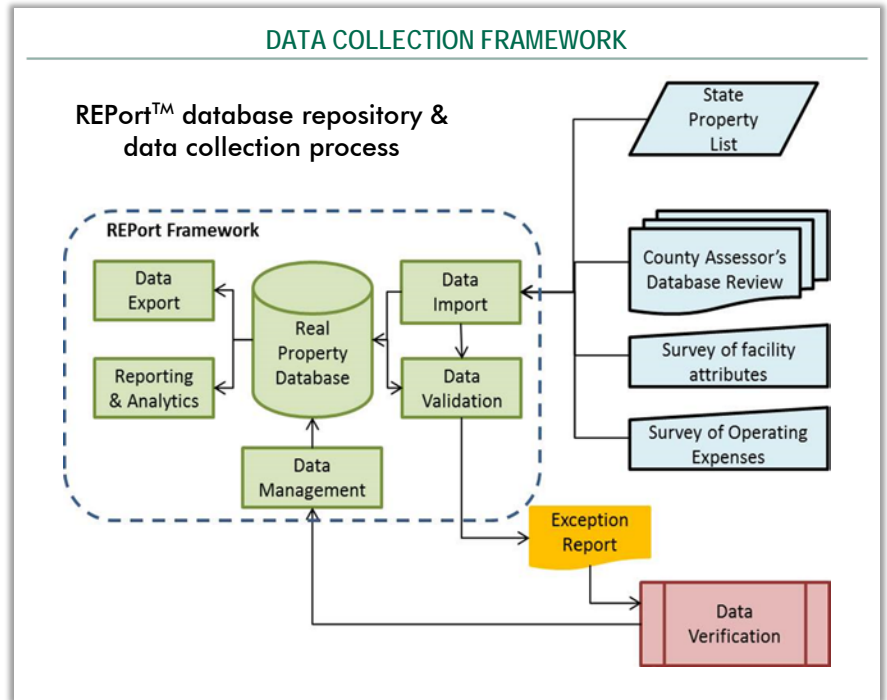 DATA COLLECTION FRAMEWORK
REPort™ database repository &
data collection process
State
Property
List
REPort Framework
Data
Export
Data
Import
County Assessor's
Database Review
Real
Property
Database
Reporting
& Analytics
Data
Validation
Survey of facility
attributes
Survey of Operating
Expenses
Data
Management
Exception
Report
Data
Verification